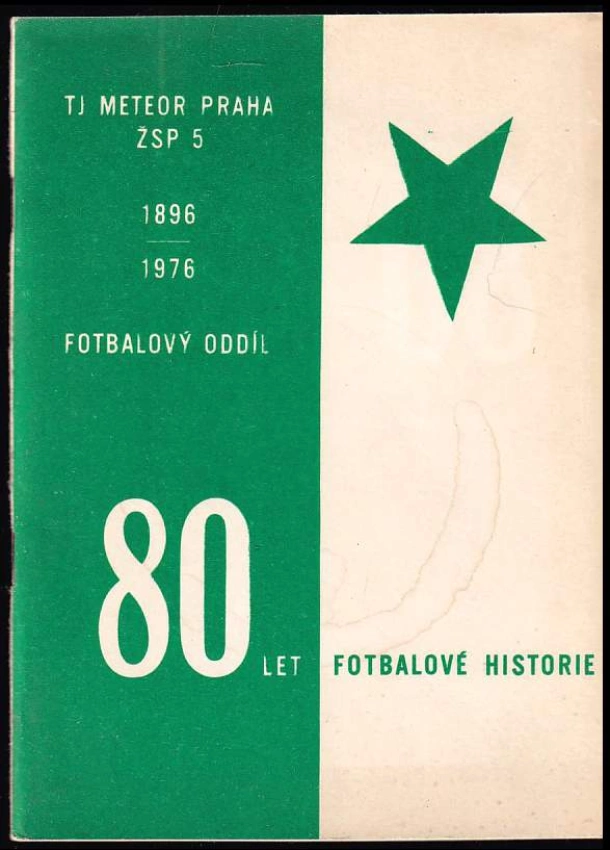 TJ METEOR PRAHA
ŽSP 5
1896
1976
FOTBALOVÝ ODDÍL
80 LET FOTBALOVÉ HISTORIE